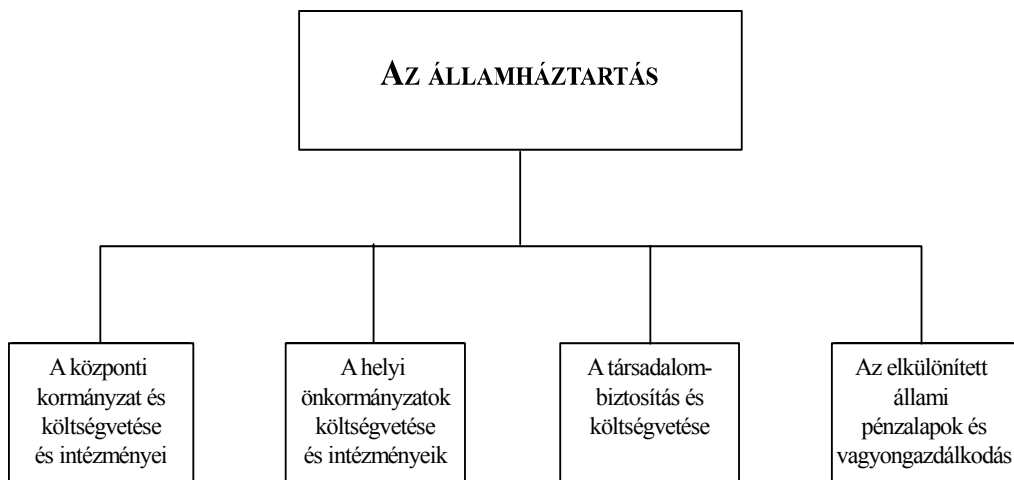 AZ ÁLLAMHÁZTARTÁS
A központi
kormányzat és
költségvetése
és intézményei
A helyi
önkormányzatok
költségvetése
és intézményeik
A társadalom-
biztosítás és
költségvetése
Az elkülönített
állami
pénzalapok és
vagyongazdálkodás